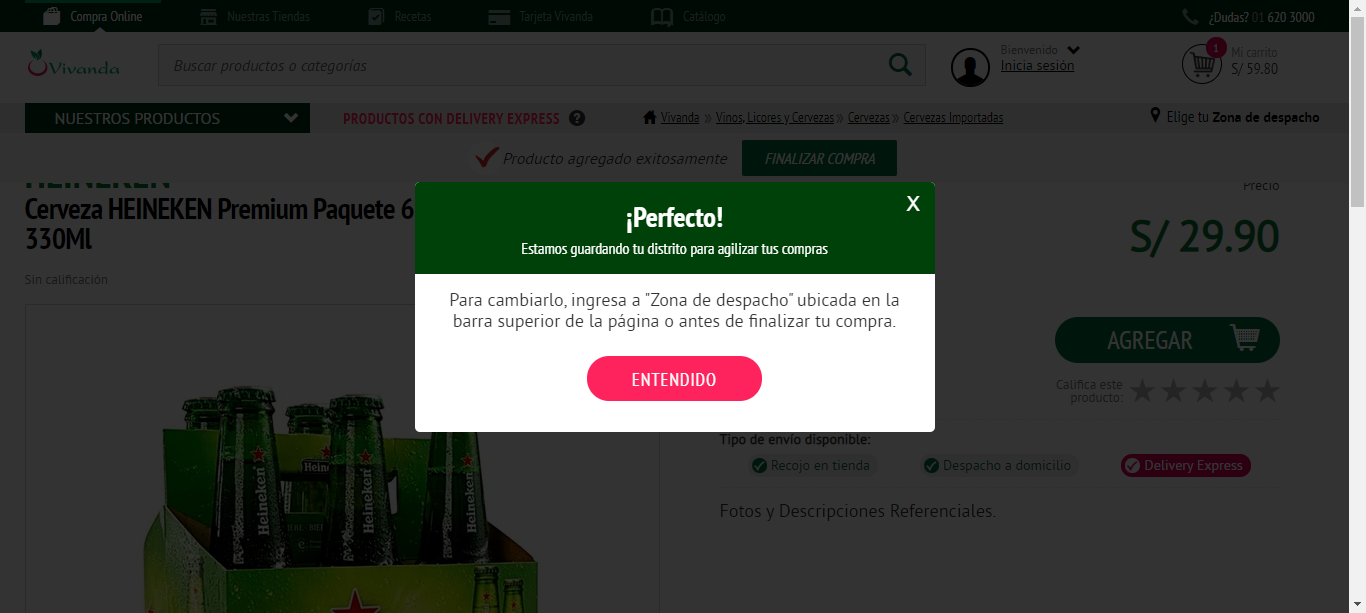 Compra Online
Nuestras Tiendas
Recetas
Tarjeta Vivanda
Catálogo
¿Dudas? 01 620 3000
Vivanda
Buscar productos o categorías
Bienvenido
Inicia sesión
1
Mi carrito
S/ 59.80
NUESTROS PRODUCTOS
PRODUCTOS CON DELIVERY EXPRESS ?
Vivanda » Vinos, Licores y Cervezas » Cervezas » Cervezas Importadas
Elige tu Zona de despacho
Producto agregado exitosamente
FINALIZAR COMPRA
HEINEKEN
Cerveza HEINEKEN Premium Paquete 6
330Ml
Sin calificación
Precio
S/ 29.90
X
¡Perfecto!
Estamos guardando tu distrito para agilizar tus compras
Para cambiarlo, ingresa a "Zona de despacho" ubicada en la
barra superior de la página o antes de finalizar tu compra.
ENTENDIDO
AGREGAR
Califica este
producto:
Tipo de envío disponible:
Recojo en tienda
Despacho a domicilio
Delivery Express
Fotos y Descripciones Referenciales.
Heineken
Heineken
Heineken